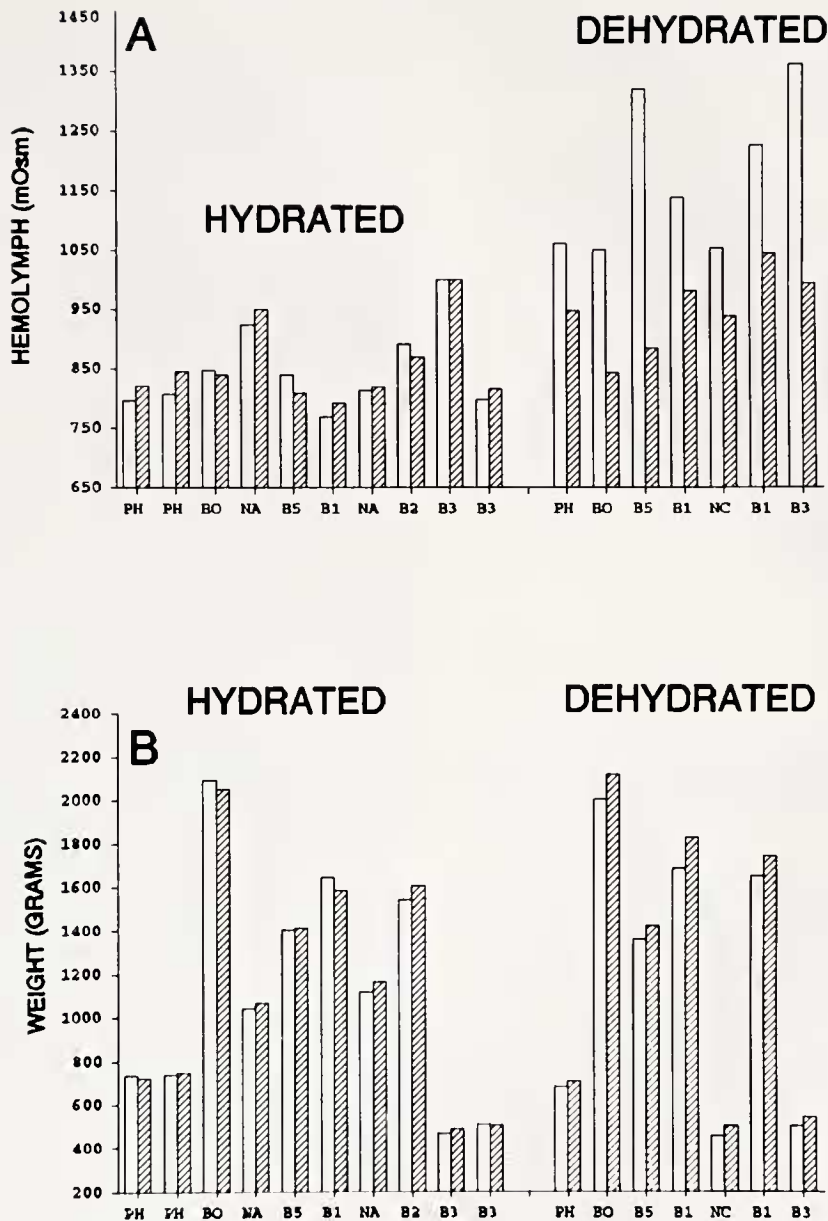 A
DEHYDRATED
HYDRATED
HEMOLYMPH (mOsm)
1450
1350
1250
1150
1050
950
850
750
650
PH PH BO NA B5 B1 NA B2 B3 B3 PH BO B5 B1 NC B1 B3
HYDRATED
DEHYDRATED
B
WEIGHT (GRAMS)
2400
2200
2000
1800
1600
1400
1200
1000
800
600
400
200
PH PH BO NA B5 B1 NA B2 B3 B3 PH BO B5 B1 NC B1 B3